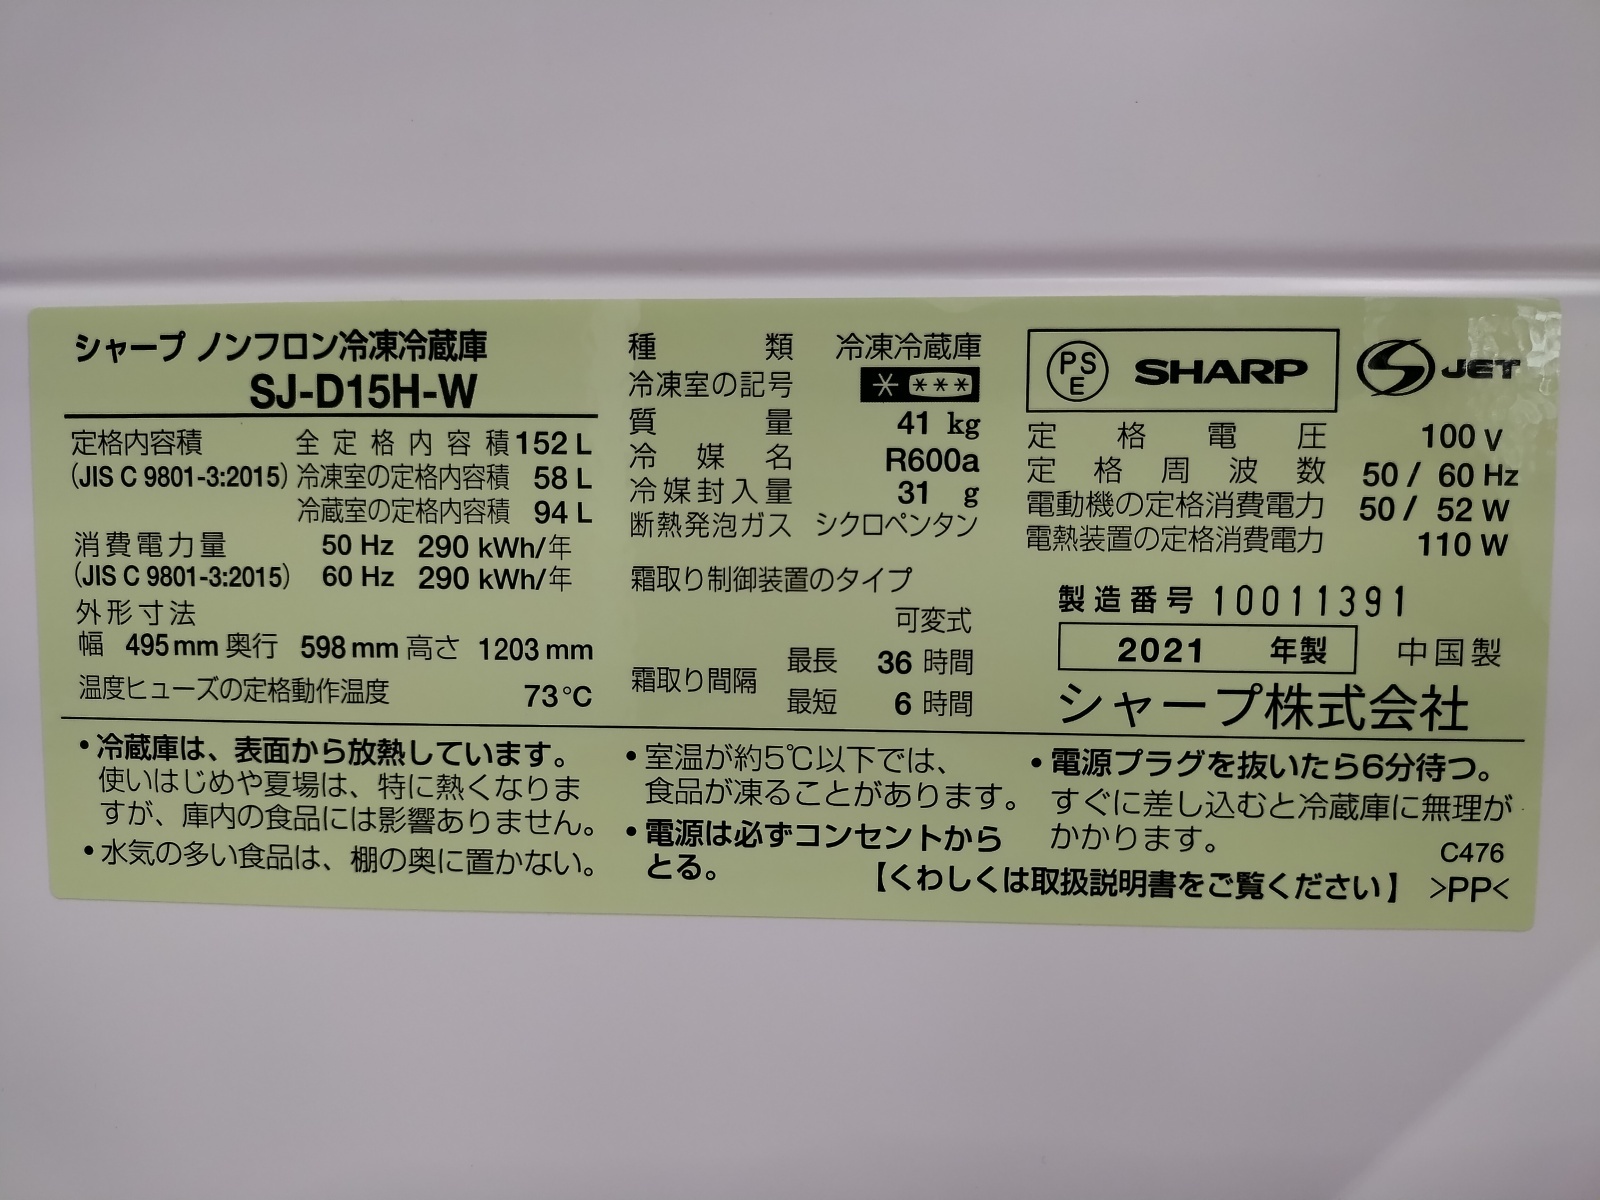 シャープ ノンフロン冷凍冷蔵庫
SJ-D15H-W
定格内容積 全定格内容積 152 L
(JIS C 9801-3:2015) 冷凍室の定格内容積 58 L
冷蔵室の定格内容積 94 L
消費電力量 50 Hz 290 kWh/年
(JIS C 9801-3:2015) 60 Hz 290 kWh/年
外形寸法
幅 495 mm 奥行 598 mm 高さ 1203 mm
温度ヒューズの定格動作温度 73℃
種類 冷凍冷蔵庫
冷凍室の記号 * ***
質量 41 kg
冷媒名 R600a
冷媒封入量 31 g
断熱発泡ガス シクロペンタン
霜取り制御装置のタイプ
可変式
霜取り間隔 最長 36 時間
最短 6 時間
PSE SHARP S JET
定格電圧 100 V
定格周波数 50 / 60 Hz
電動機の定格消費電力 50 / 52 W
電熱装置の定格消費電力 110 W
製造番号 10011391
2021 年製 中国製
シャープ株式会社
・冷蔵庫は、表面から放熱しています。
使いはじめや夏場は、特に熱くなりま
すが、庫内の食品には影響ありません。
・水気の多い食品は、棚の奥に置かない。
・室温が約5℃以下では、
食品が凍ることがあります。
・電源は必ずコンセントから
とる。
・電源プラグを抜いたら6分待つ。
すぐに差し込むと冷蔵庫に無理が
かかります。
C476
【くわしくは取扱説明書をご覧ください】 >PP<